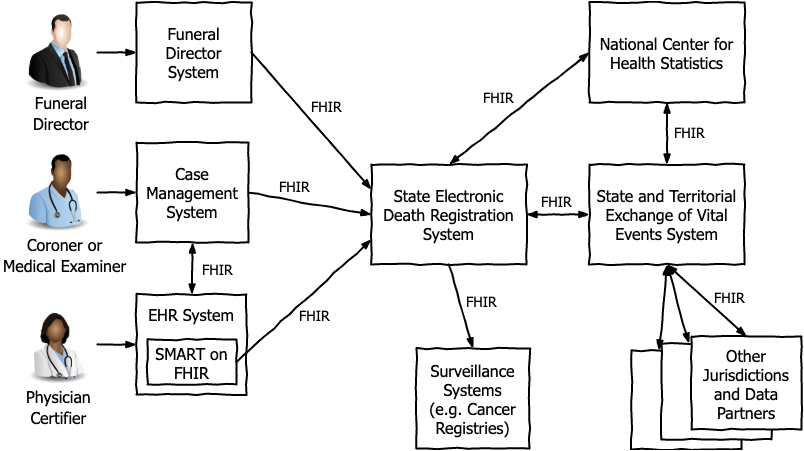 Funeral
Director
Funeral
Director
System
FHIR
FHIR
National Center for
Health Statistics
FHIR
Coroner or
Medical Examiner
Case
Management
System
FHIR
State Electronic
Death Registration
System
FHIR
State and Territorial
Exchange of Vital
Events System
FHIR
Physician
Certifier
EHR System
SMART on
FHIR
FHIR
FHIR
Surveillance
Systems
(e.g. Cancer
Registries)
FHIR
Other
Jurisdictions
and Data
Partners